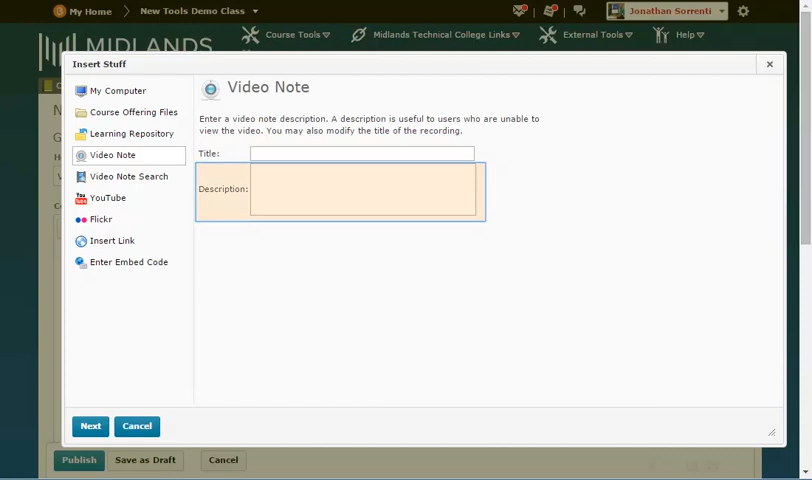 My Home
New Tools Demo Class
Jonathan Sorrenti
MIDLANDS
Course Tools
Midlands Technical College Links
External Tools
Help
Insert Stuff
My Computer
Course Offering Files
Learning Repository
Video Note
Video Note Search
YouTube
Flickr
Insert Link
Enter Embed Code
Video Note
Enter a video note description. A description is useful to users who are unable to
view the video. You may also modify the title of the recording.
Title:
Description:
Next
Cancel
Publish
Save as Draft
Cancel